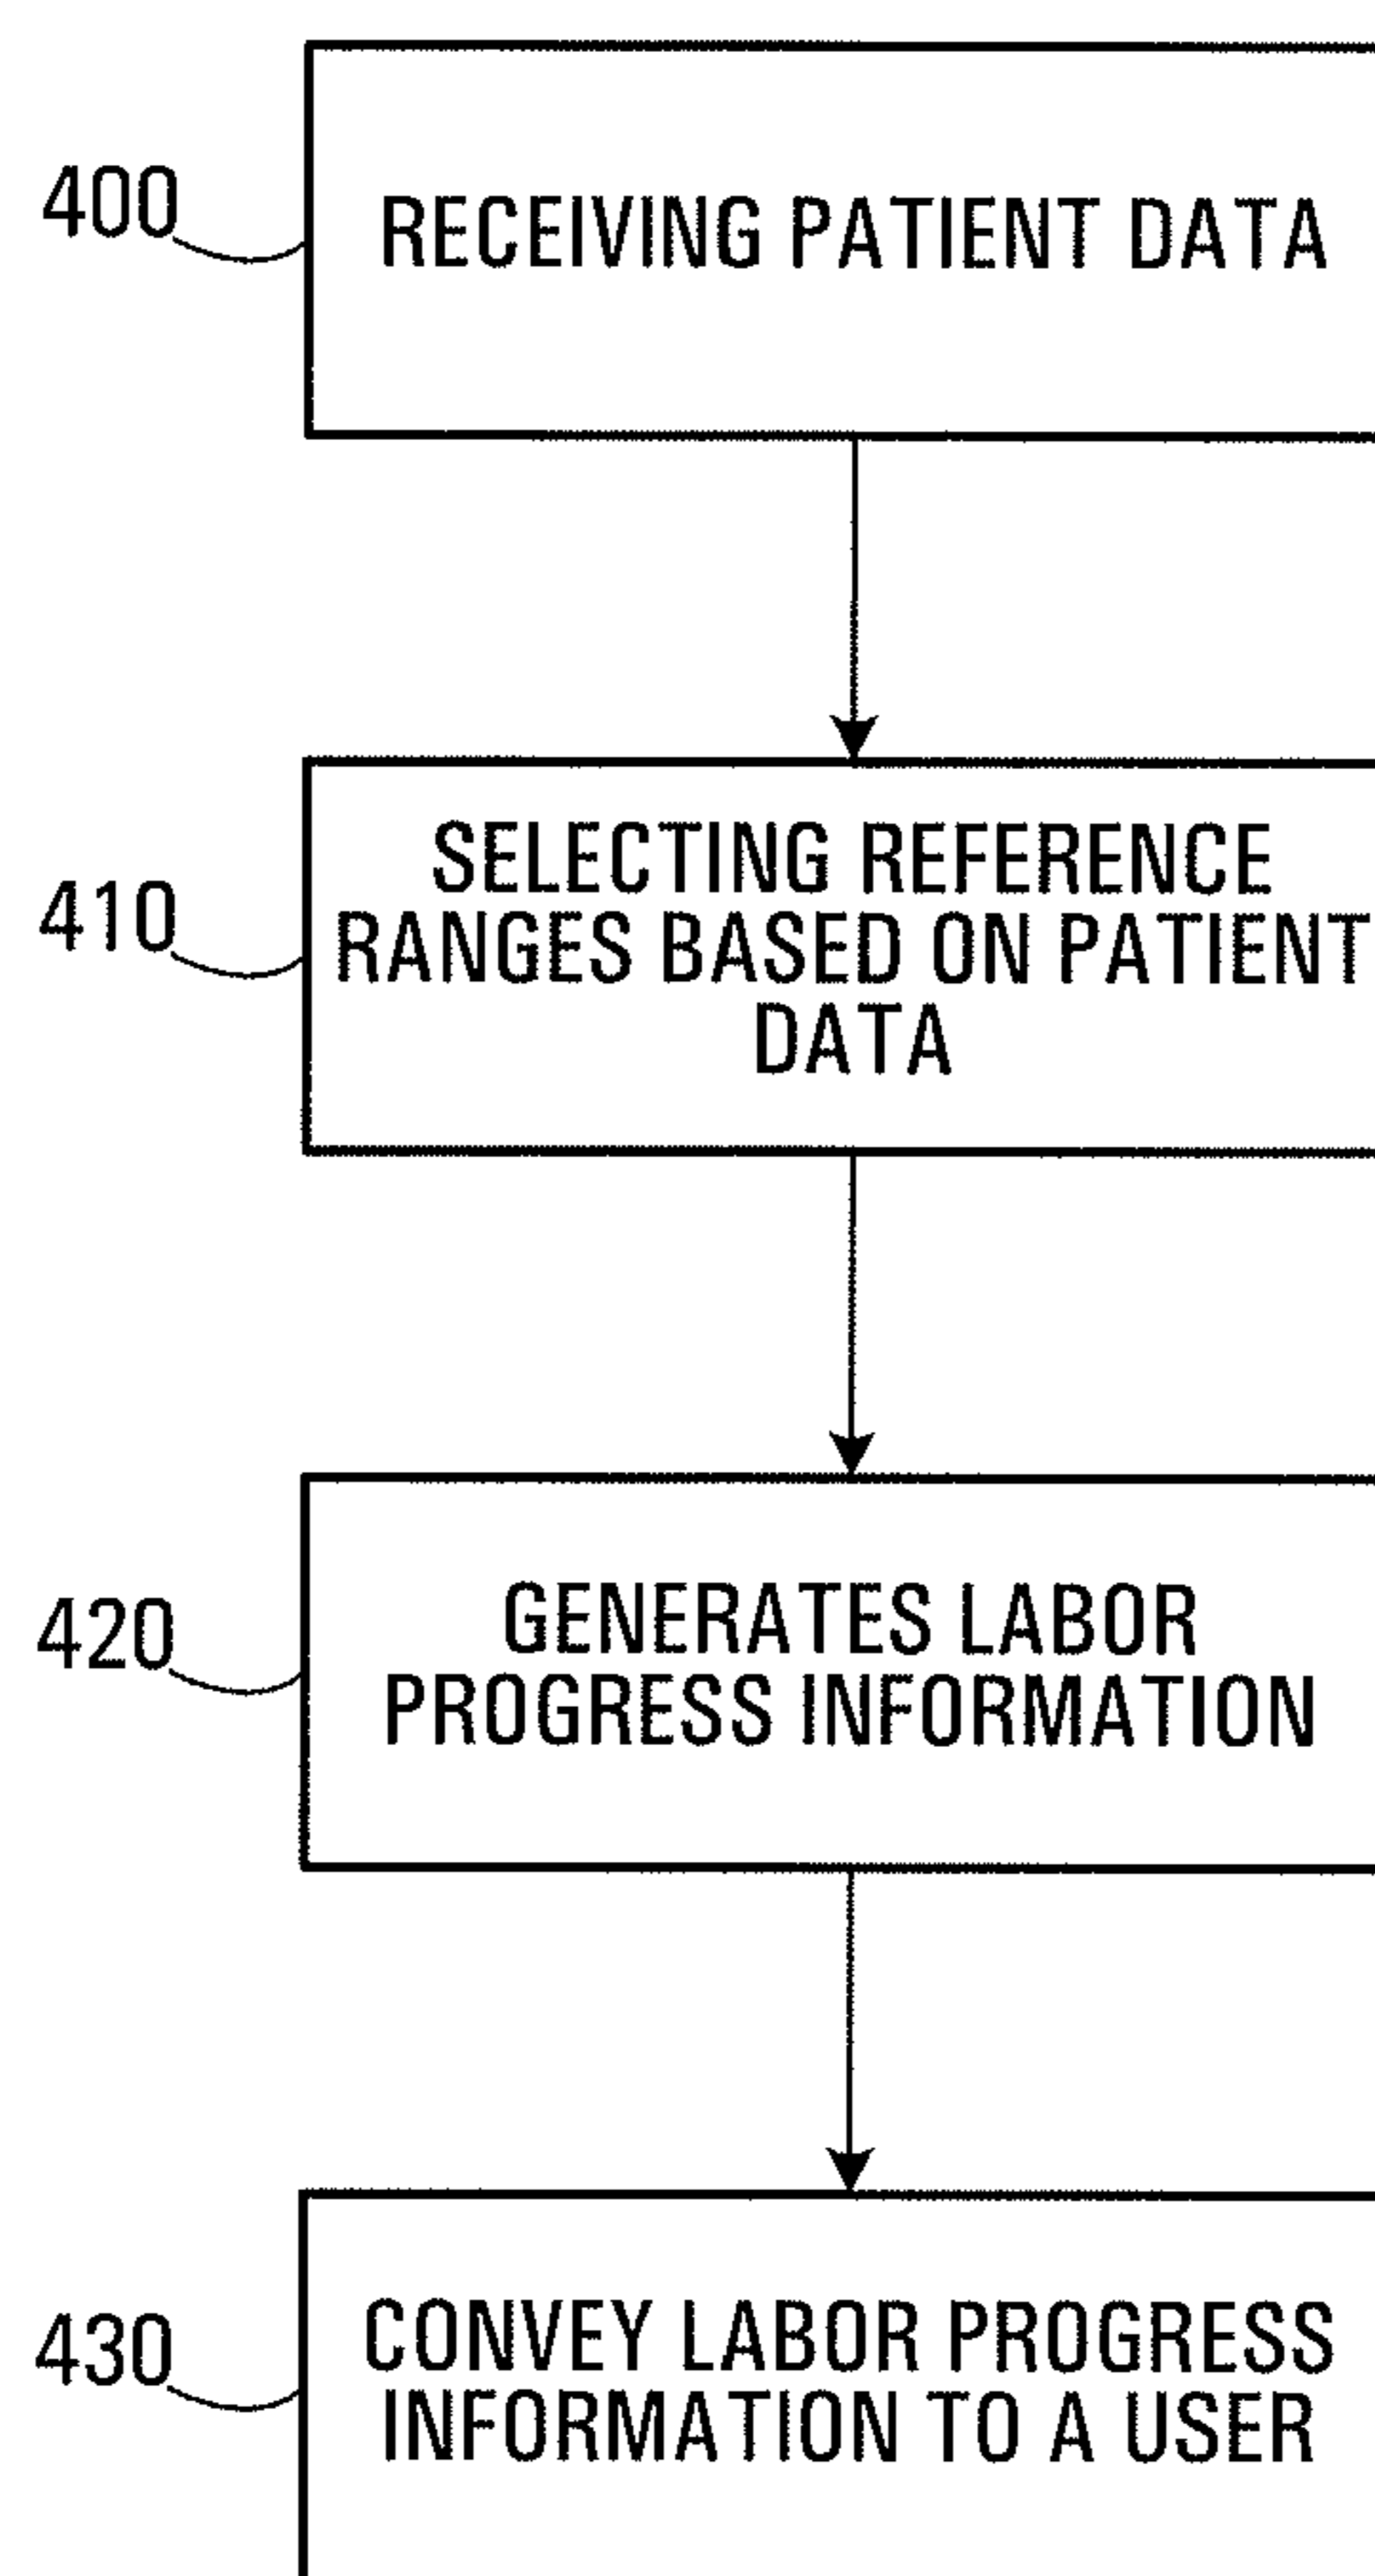 400
RECEIVING PATIENT DATA
410
SELECTING REFERENCE
RANGES BASED ON PATIENT
DATA
420
GENERATES LABOR
PROGRESS INFORMATION
430
CONVEY LABOR PROGRESS
INFORMATION TO A USER